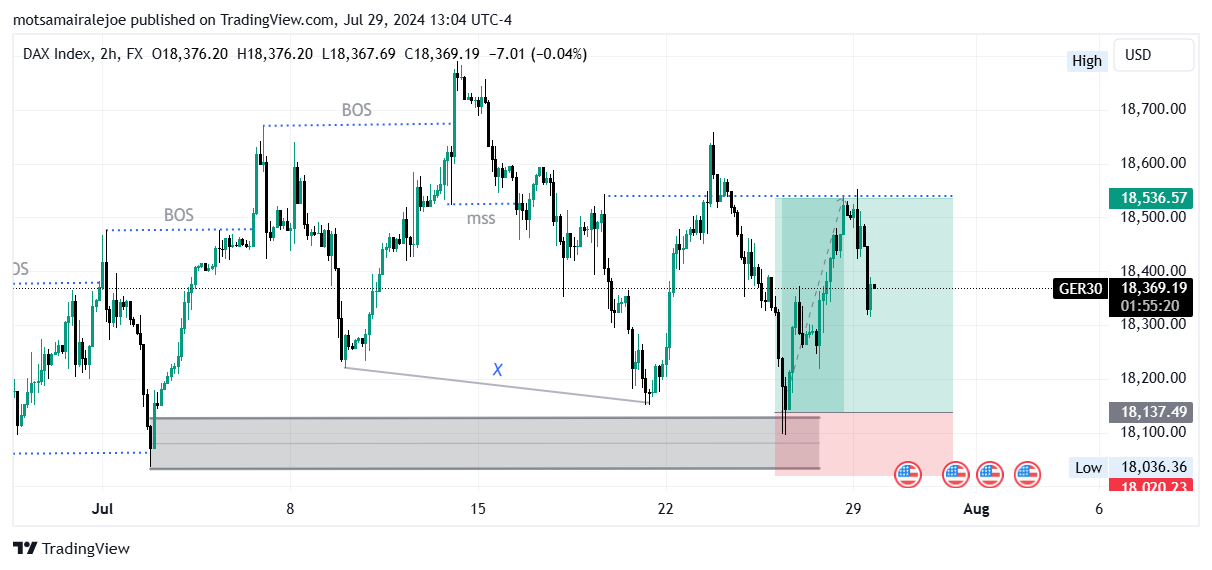 motsamairalejoe published on TradingView.com, Jul 29, 2024 13:04 UTC-4
DAX Index, 2h, FX O18,376.20 H18,376.20 L18,367.69 C18,369.19 −7.01 (−0.04%)
USD
High
BOS
18,700.00
18,600.00
18,536.57
BOS
mss
18,500.00
OS
18,400.00
GER30 18,369.19
01:55:20
18,300.00
X
18,200.00
18,137.49
18,100.00
Low 18,036.36
18,020.23
Jul 8 15 22 29 Aug 6
TradingView